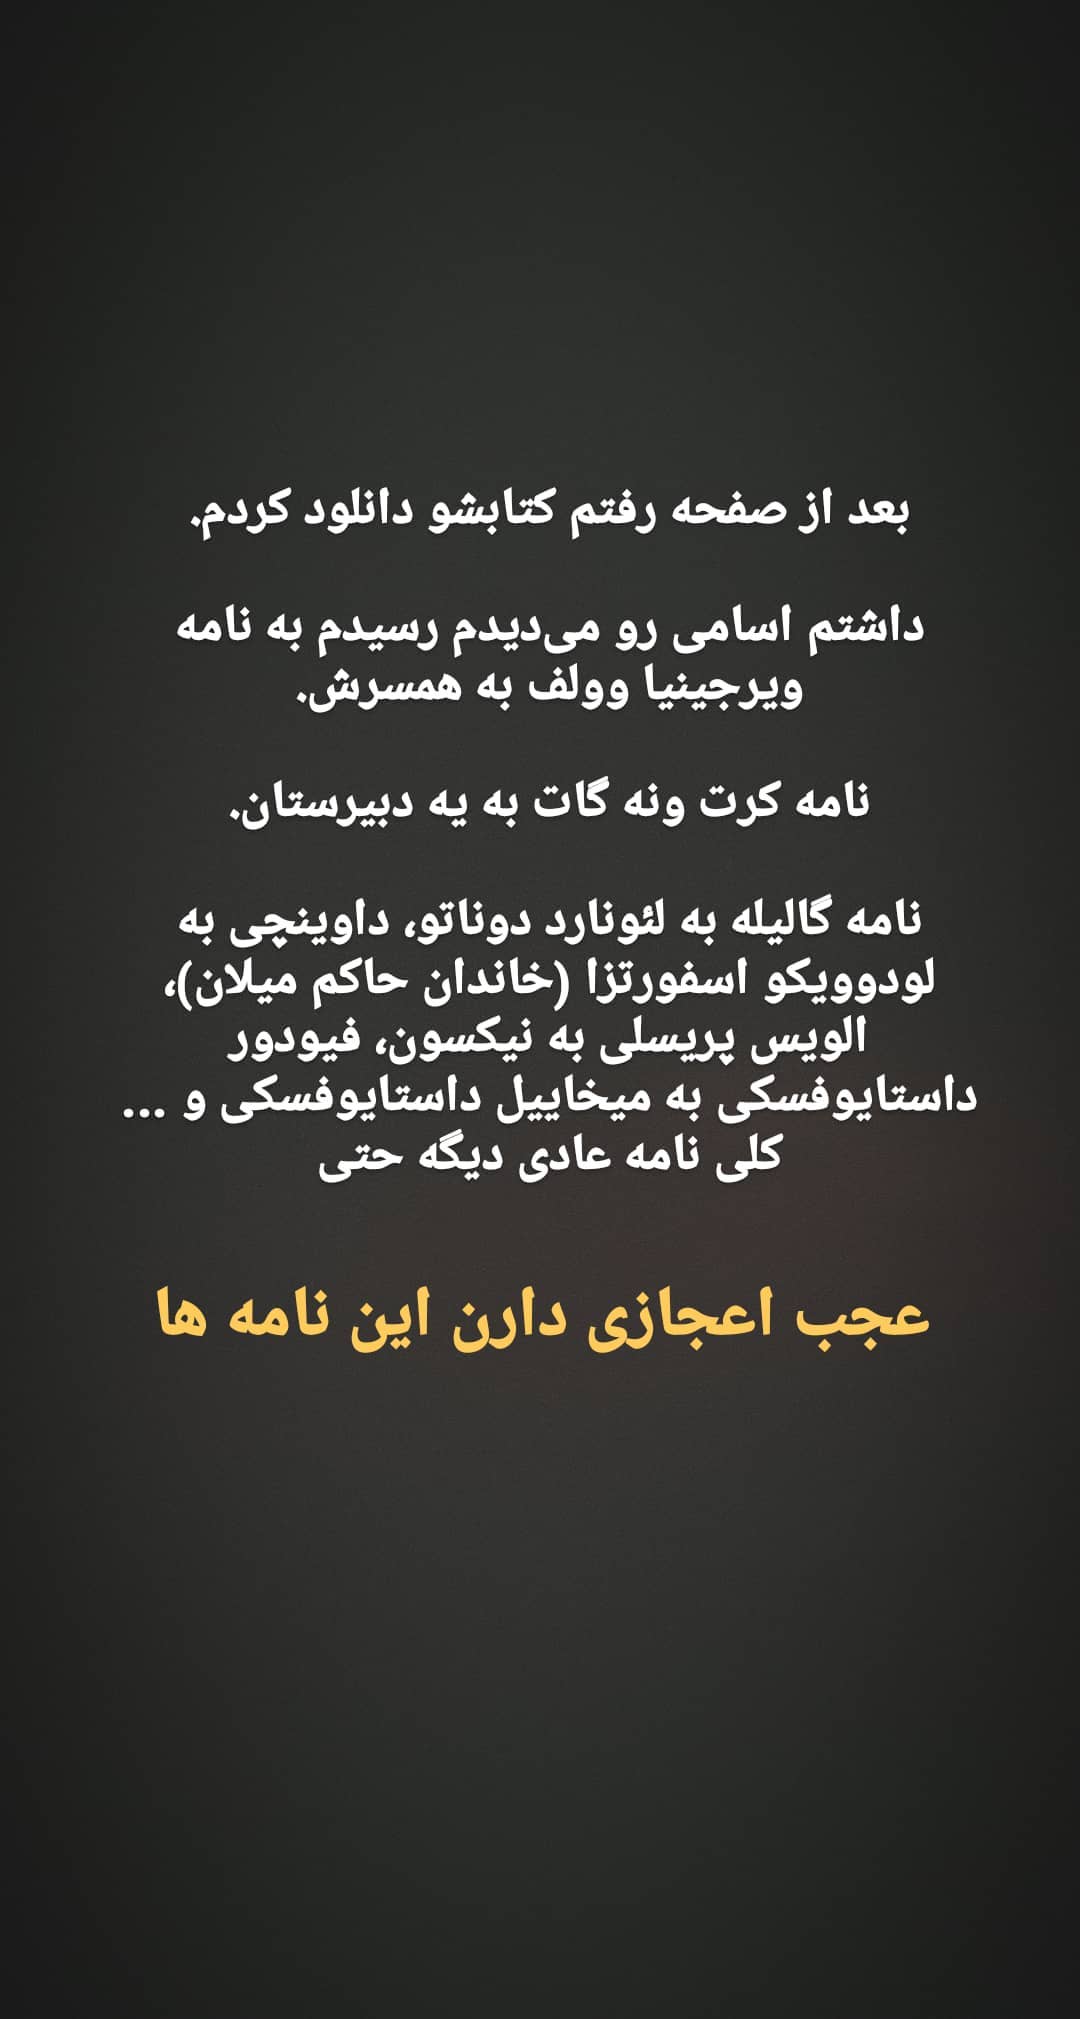 بعد از صفحه رفتم کتابشو دانلود کردم.
داشتم اسامی رو می‌دیدم رسیدم به نامه
ویرجینیا وولف به همسرش.
نامه کرت ونه گات به یه دبیرستان.
نامه گالیله به لئونارد دوناتو، داوینچی به
لودوویکو اسفورتزا (خاندان حاکم میلان)،
الویس پریسلی به نیکسون، فیودور
داستایوفسکی به میخاییل داستایوفسکی و ...
کلی نامه عادی دیگه حتی
عجب اعجازی دارن این نامه ها